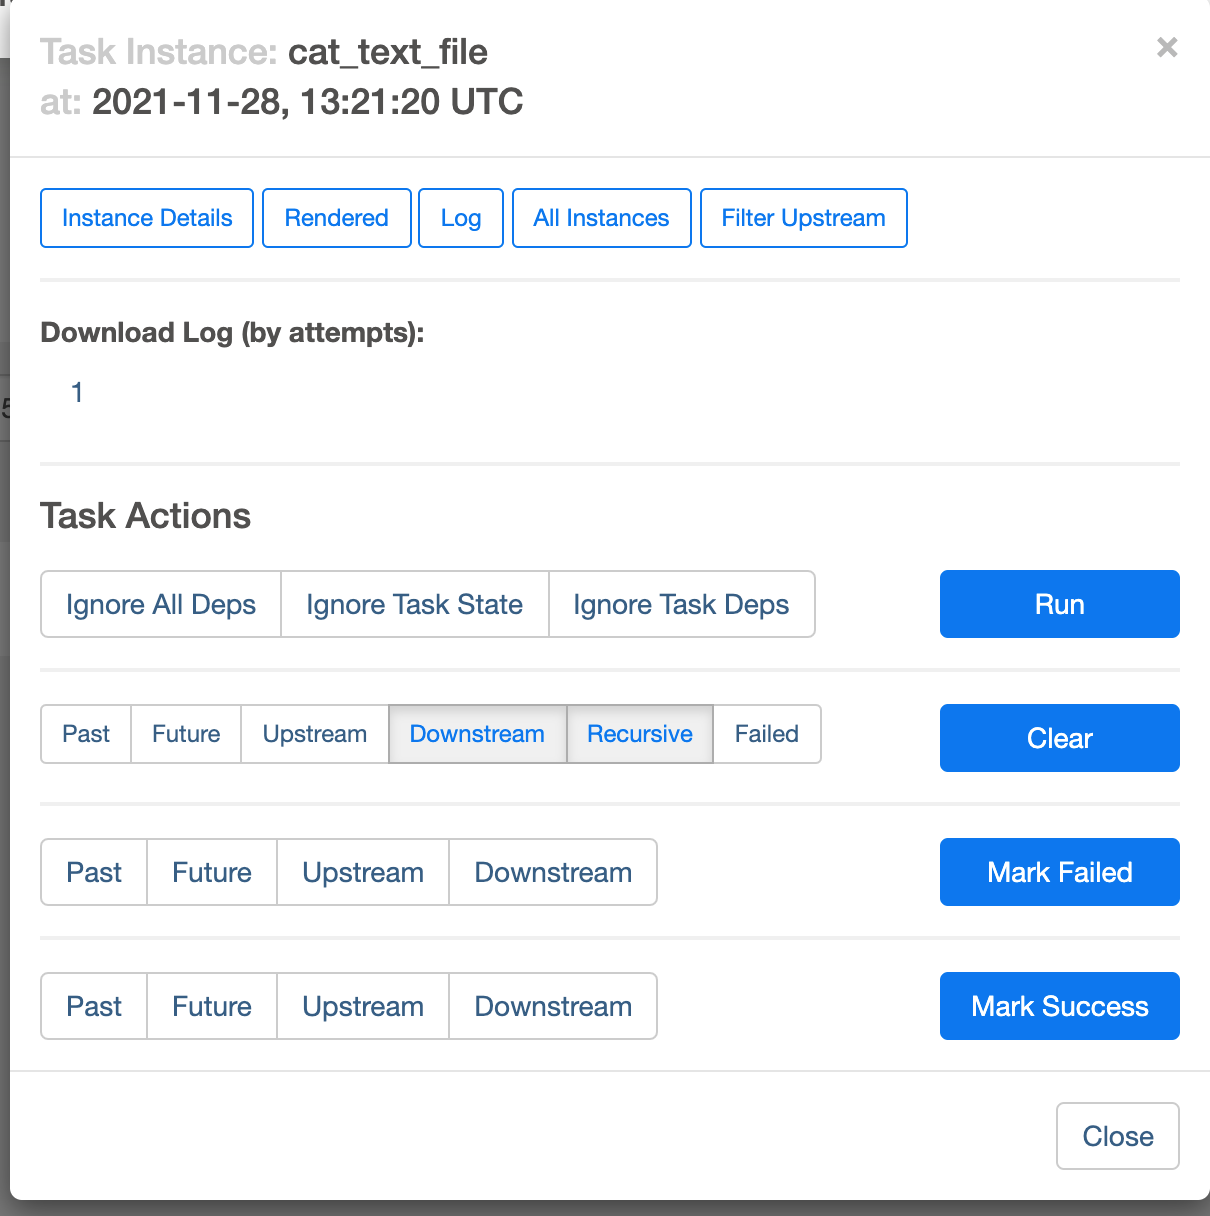 Task Instance: cat_text_file
at: 2021-11-28, 13:21:20 UTC
×
Instance Details Rendered Log All Instances Filter Upstream
Download Log (by attempts):
1
Task Actions
Ignore All Deps Ignore Task State Ignore Task Deps Run
Past Future Upstream Downstream Recursive Failed Clear
Past Future Upstream Downstream Mark Failed
Past Future Upstream Downstream Mark Success
Close